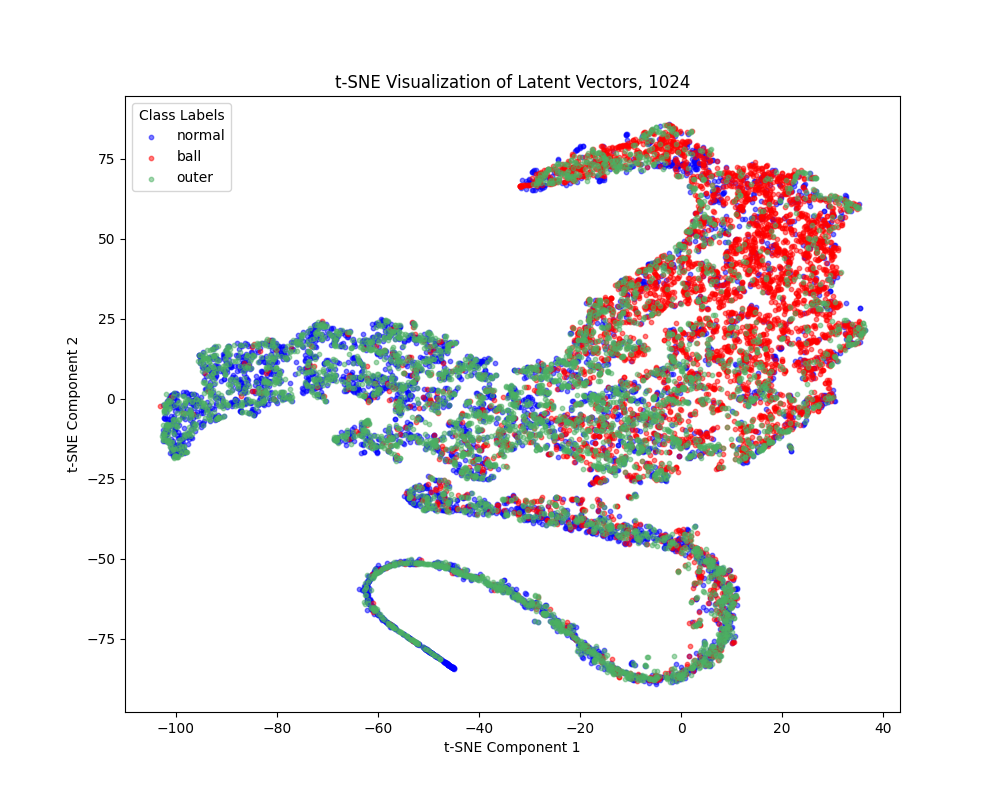 t-SNE Visualization of Latent Vectors, 1024
Class Labels
normal
ball
outer
75
50
25
0
−25
−50
−75
t-SNE Component 2
−100
−80
−60
−40
−20
0
20
40
t-SNE Component 1